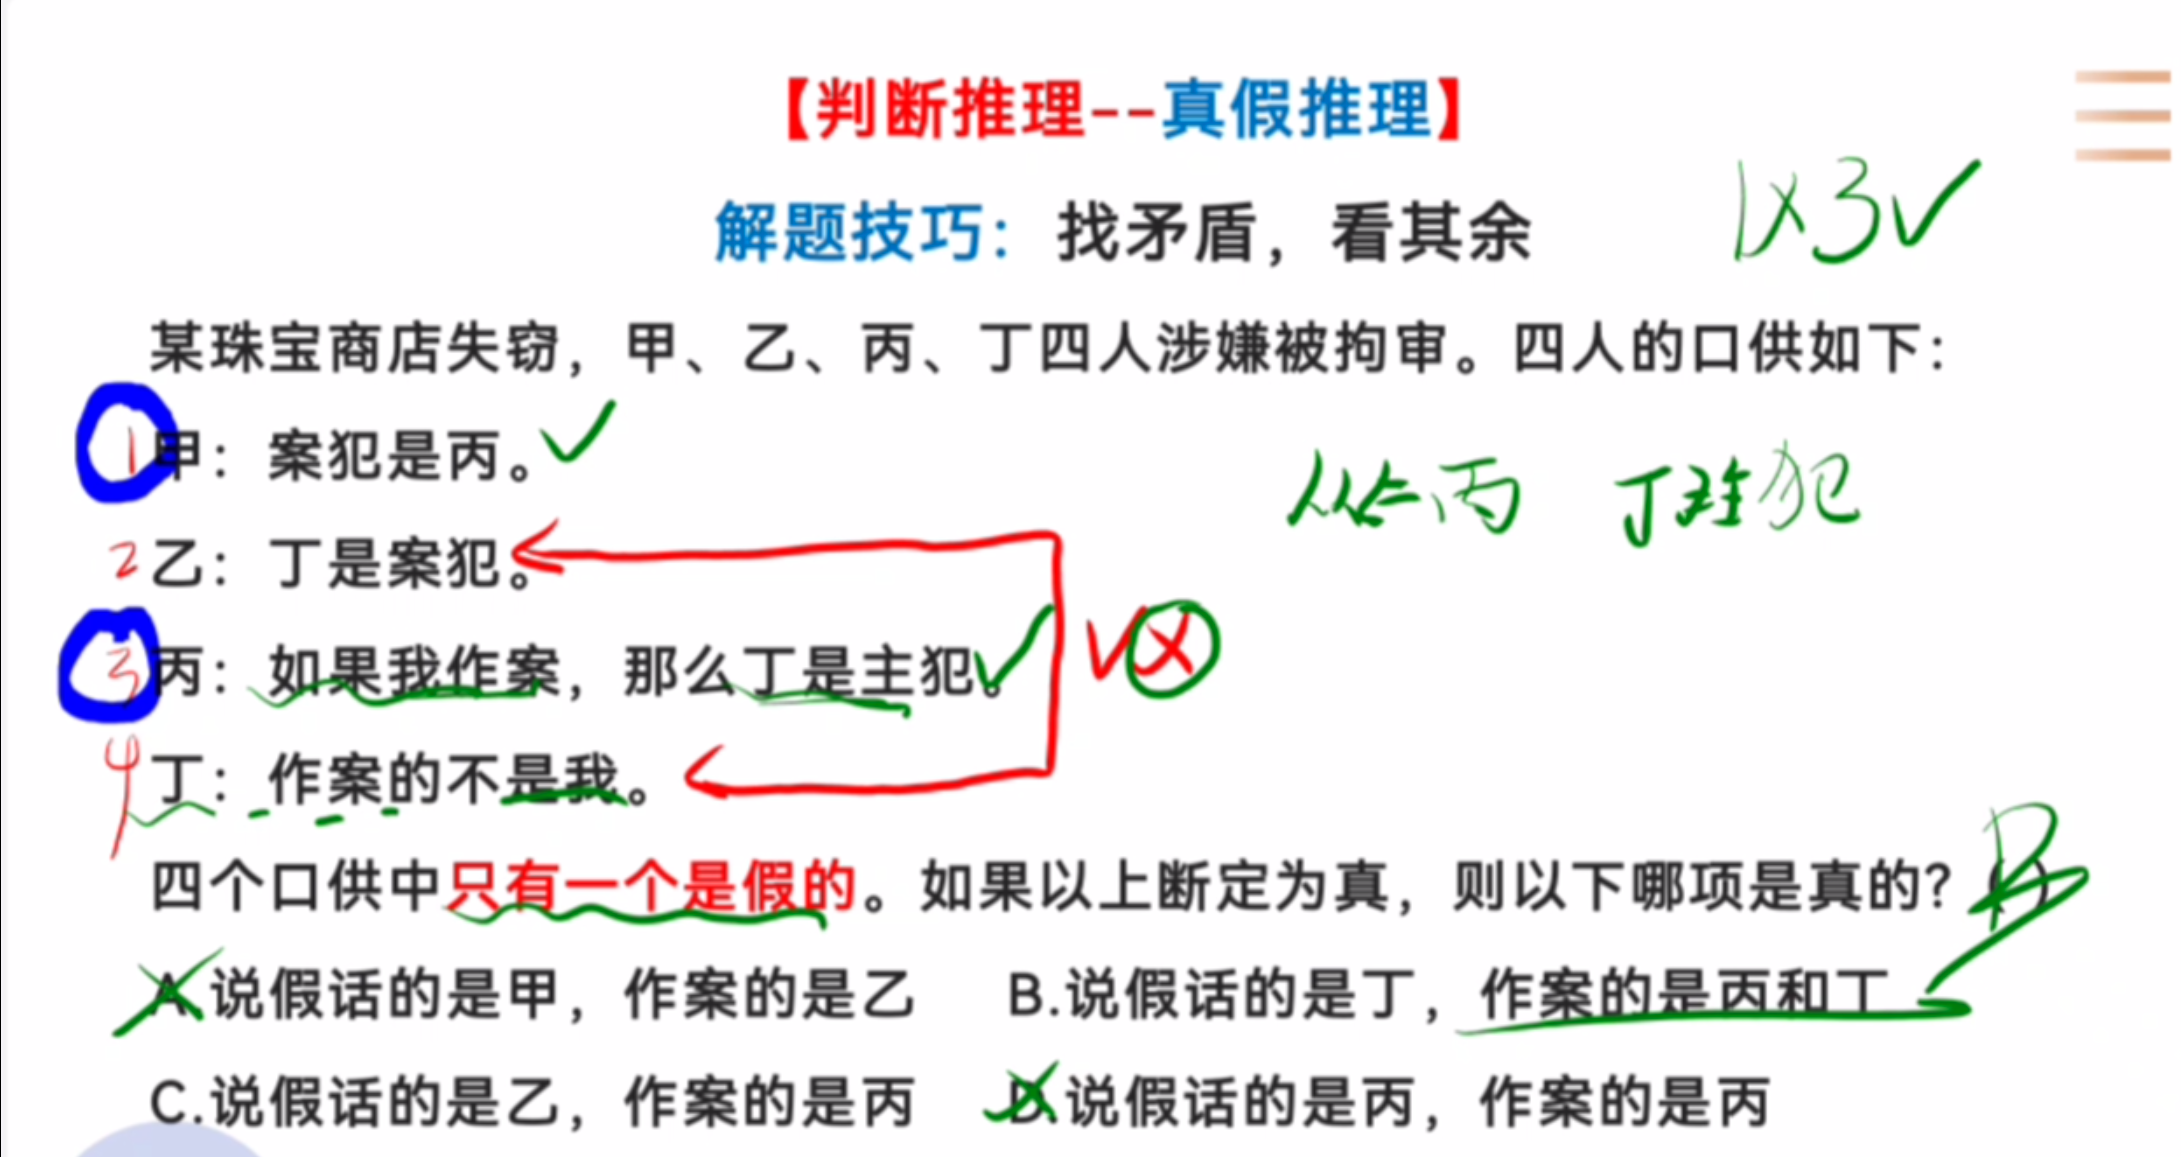 【判断推理--真假推理】
解题技巧：找矛盾，看其余
1×3✓
某珠宝商店失窃，甲、乙、丙、丁四人涉嫌被拘审。四人的口供如下：
1甲：案犯是丙。
2乙：丁是案犯。
丙 丁 犯
3丙：如果我作案，那么丁是主犯。
4丁：作案的不是我。
四个口供中只有一个是假的。如果以上断定为真，则以下哪项是真的？（B）
A.说假话的是甲，作案的是乙 B.说假话的是丁，作案的是丙和丁
C.说假话的是乙，作案的是丙 D.说假话的是丙，作案的是丙